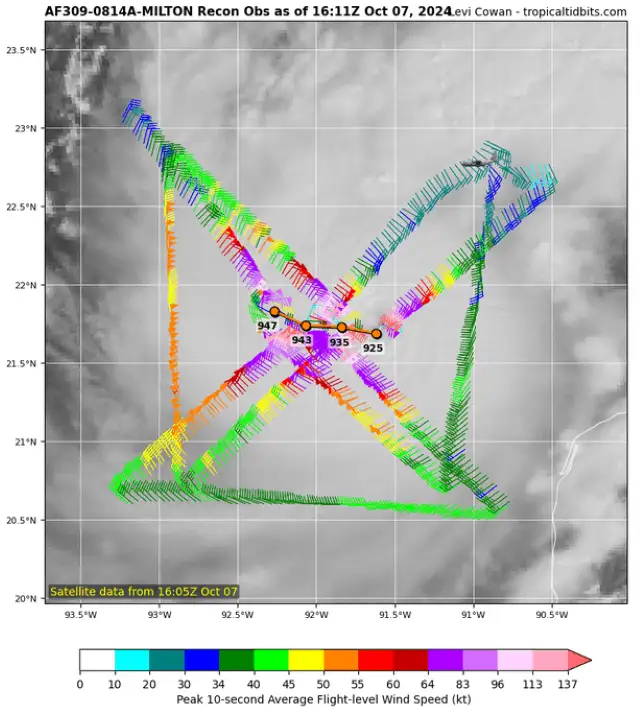 AF309-0814A-MILTON Recon Obs as of 16:11Z Oct 07, 2024 Levi Cowan - tropicaltidbits.com
23.5°N
23°N
22.5°N
22°N
21.5°N
21°N
20.5°N
20°N
947
943
935
925
Satellite data from 16:05Z Oct 07
93.5°W 93°W 92.5°W 92°W 91.5°W 91°W 90.5°W
0 10 20 30 34 40 45 50 55 60 64 83 96 113 137
Peak 10-second Average Flight-level Wind Speed (kt)